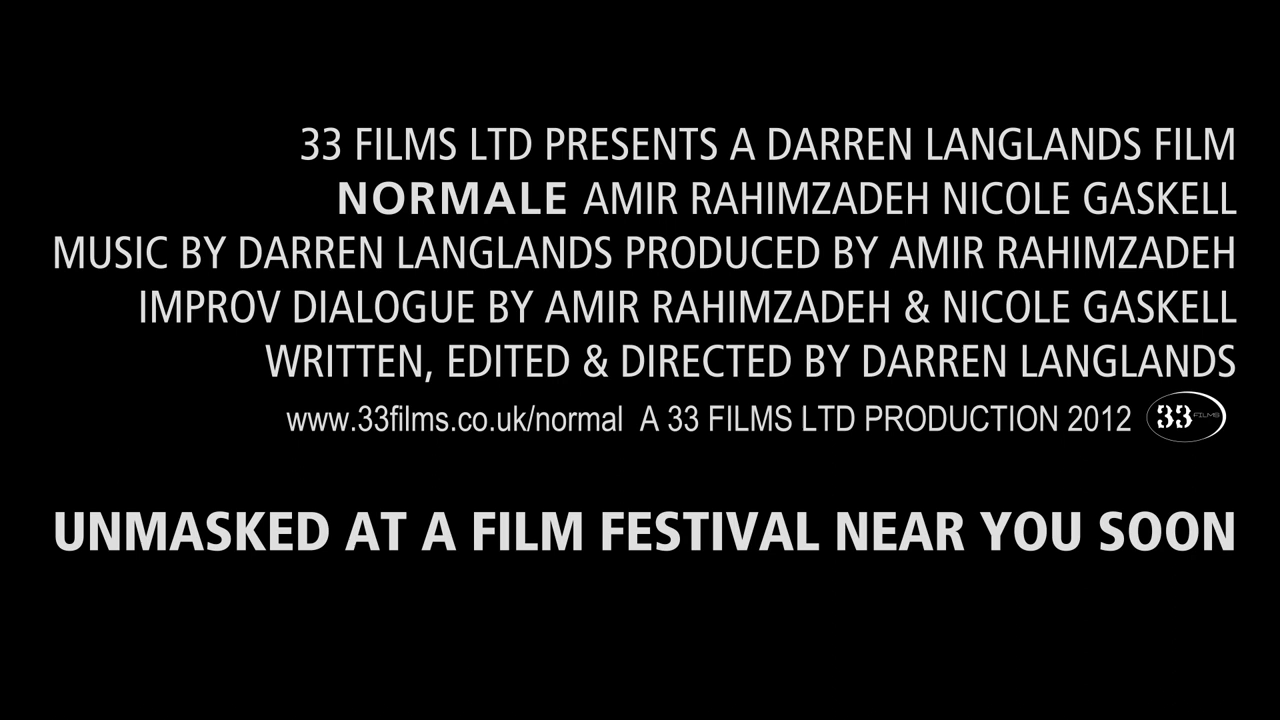 33 FILMS LTD PRESENTS A DARREN LANGLANDS FILM
NORMALE AMIR RAHIMZADEH NICOLE GASKELL
MUSIC BY DARREN LANGLANDS PRODUCED BY AMIR RAHIMZADEH
IMPROV DIALOGUE BY AMIR RAHIMZADEH & NICOLE GASKELL
WRITTEN, EDITED & DIRECTED BY DARREN LANGLANDS
www.33films.co.uk/normal A 33 FILMS LTD PRODUCTION 2012 33 FILMS
UNMASKED AT A FILM FESTIVAL NEAR YOU SOON